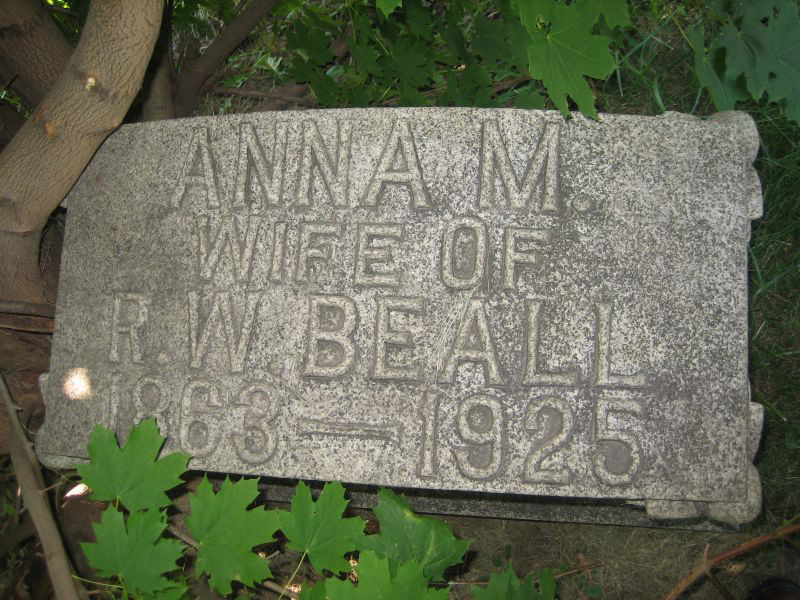 ANNA M.
WIFE OF
R. W. BEALL
1863 — 1925